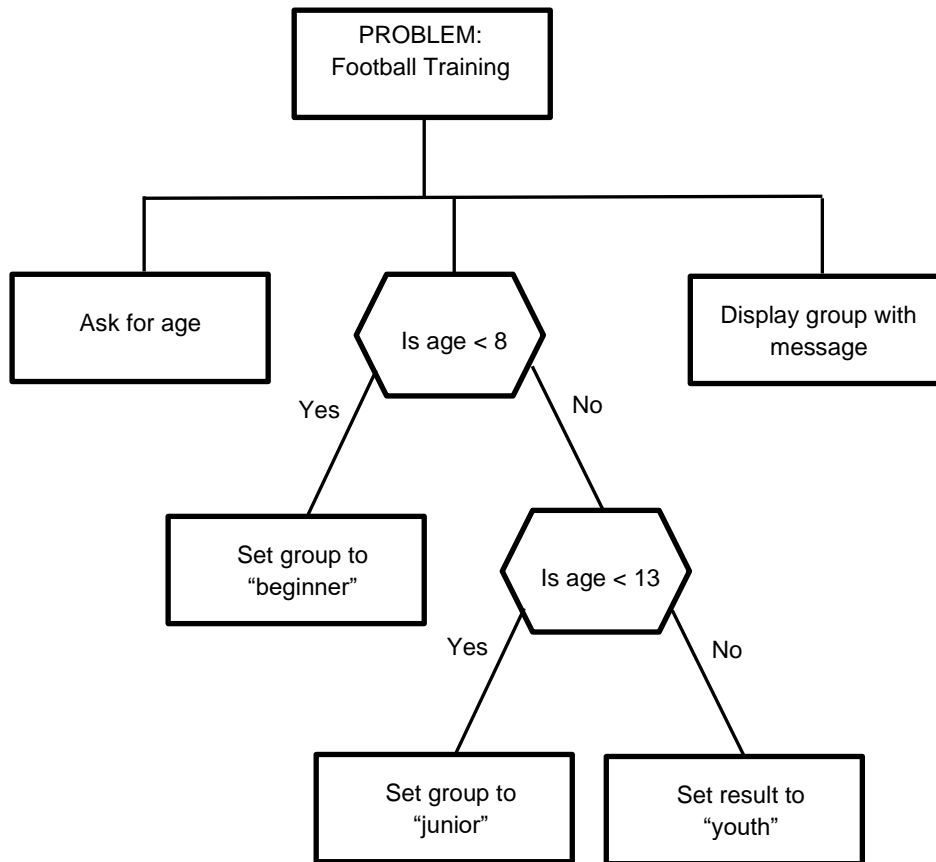 PROBLEM:
Football Training
Ask for age
Is age < 8
Display group with
message
Yes
No
Set group to
“beginner”
Is age < 13
Yes
No
Set group to
“junior”
Set result to
“youth”